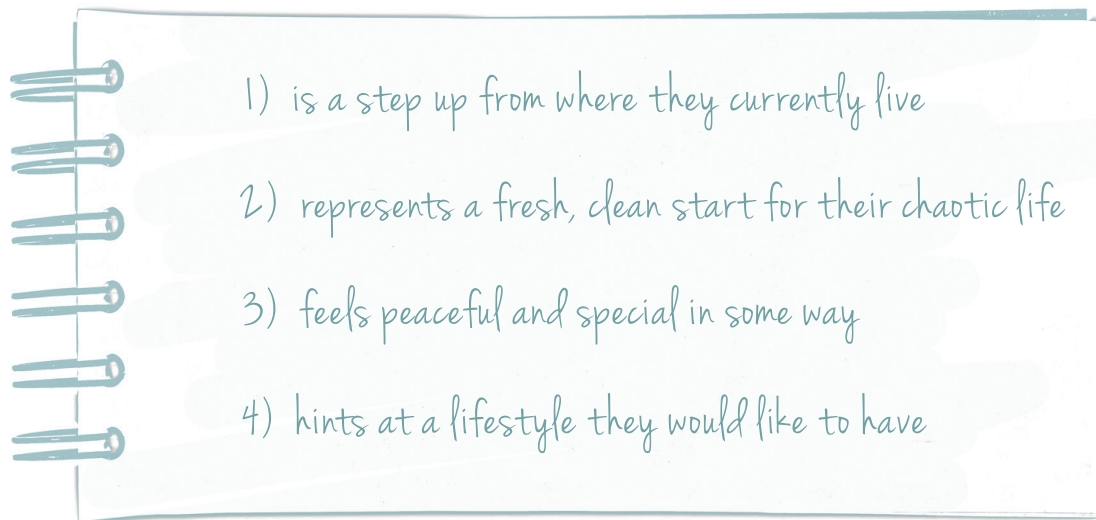 1) is a step up from where they currently live
2) represents a fresh, clean start for their chaotic life
3) feels peaceful and special in some way
4) hints at a lifestyle they would like to have